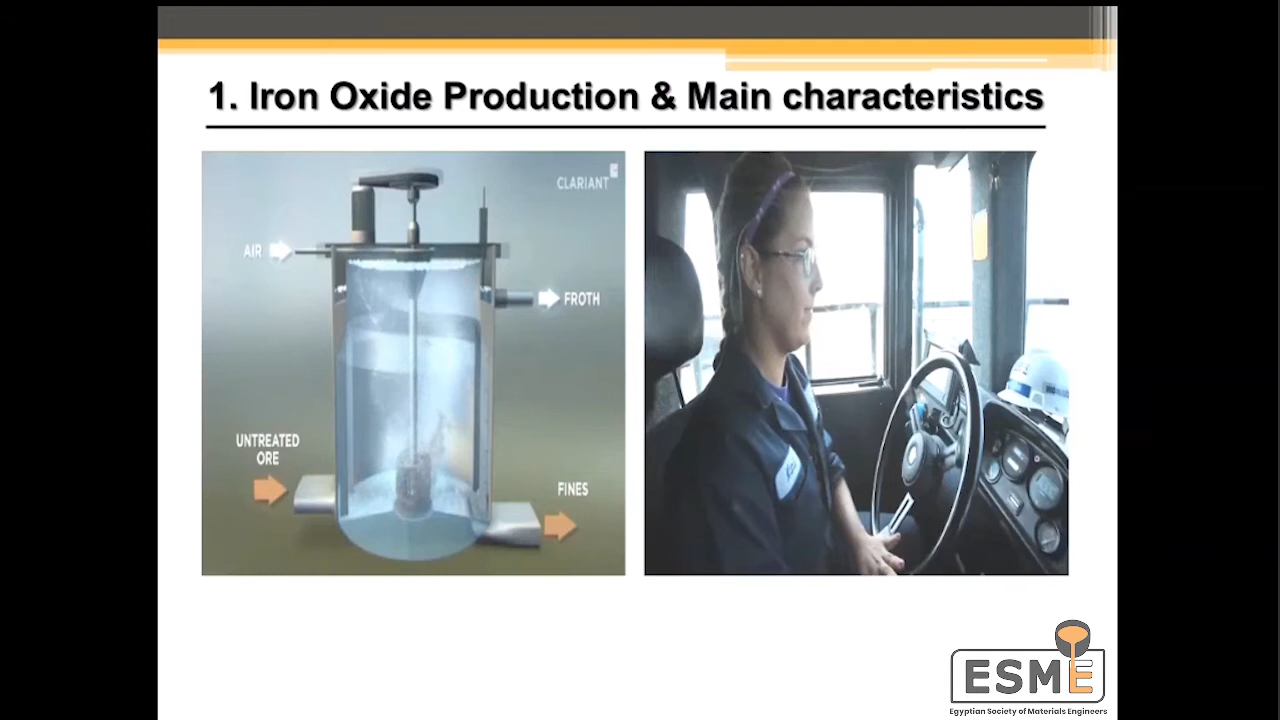 1. Iron Oxide Production & Main characteristics
CLARIANT
AIR
FROTH
UNTREATED
ORE
FINES
ESME
Egyptian Society of Materials Engineers